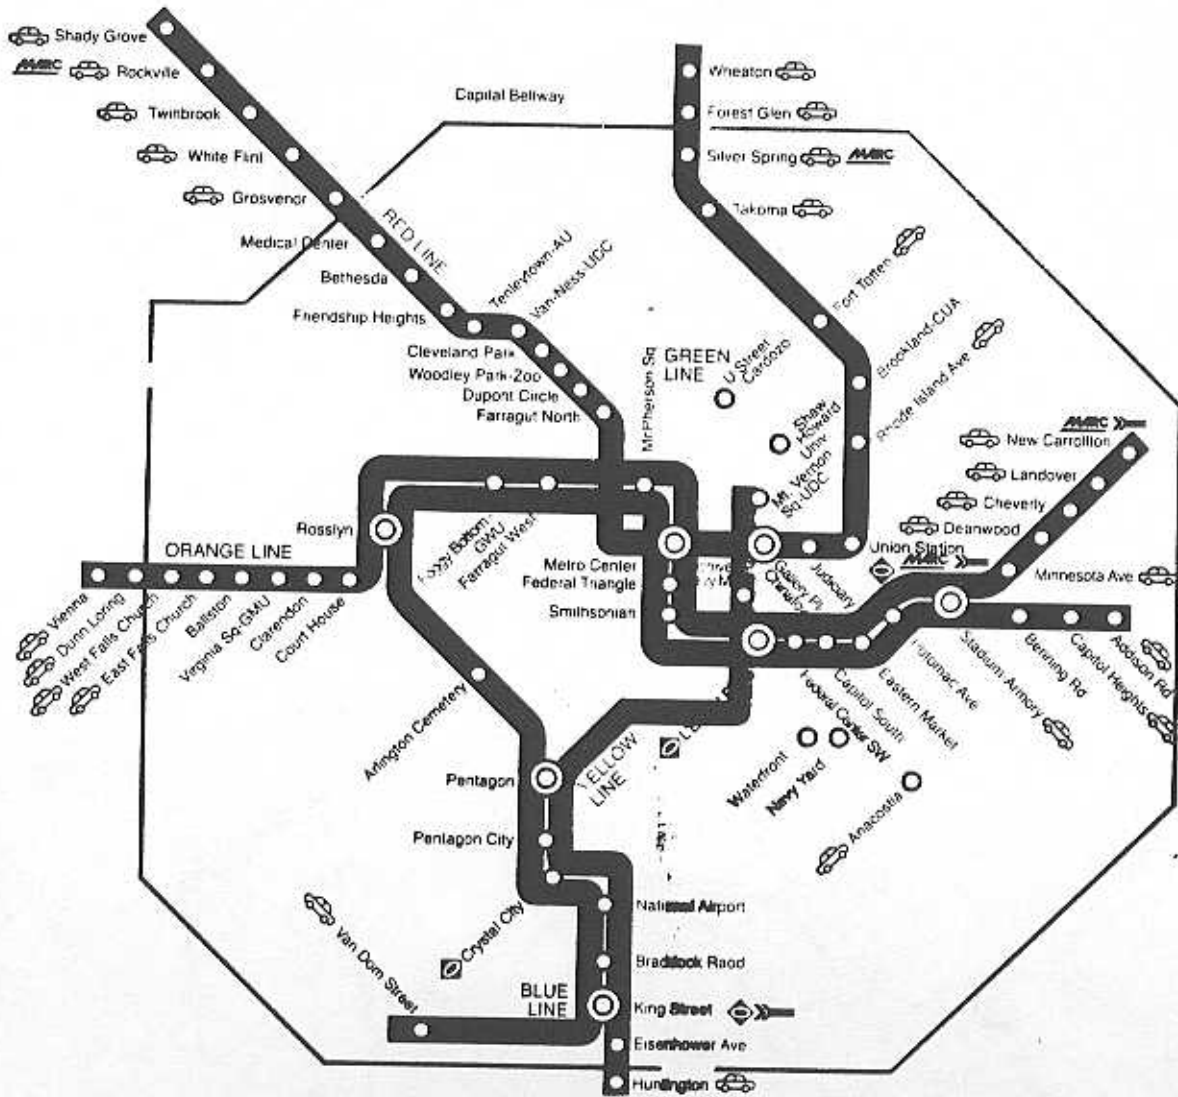 Shady Grove
MARC Rockville
Twinbrook
White Flint
Grosvenor
Medical Center
Bethesda
Friendship Heights
Tenleytown-AU
Van-Ness-UDC
Cleveland Park
Woodley Park-Zoo
Dupont Circle
Farragut North
RED LINE
Capital Beltway
Wheaton
Forest Glen
Silver Spring MARC
Takoma
Fort Totten
Brookland-CUA
Rhode Island Ave
GREEN
LINE
U Street
Cardozo
Shaw
Howard
Univ
Mt. Vernon
Sq-UDC
McPherson Sq
MARC
New Carrollton
Landover
Cheverly
Deanwood
Minnesota Ave
Union Station
MARC
Judiciary
Gallery Pl
Metro Center
Federal Triangle
Smithsonian
Rosslyn
ORANGE LINE
Foggy Bottom-
GWU
Farragut West
Vienna
Dunn Loring
West Falls Church
East Falls Church
Ballston
Virginia Sq-GMU
Clarendon
Court House
Arlington Cemetery
Pentagon
Pentagon City
Crystal City
YELLOW
LINE
Federal Center SW
Capitol South
Eastern Market
Potomac Ave
Stadium-Armory
Benning Rd
Capitol Heights
Addison Rd
Waterfront
Navy Yard
Anacostia
National Airport
Braddock Raod
King Street
Eisenhower Ave
Huntington
BLUE
LINE
Van Dorn Street